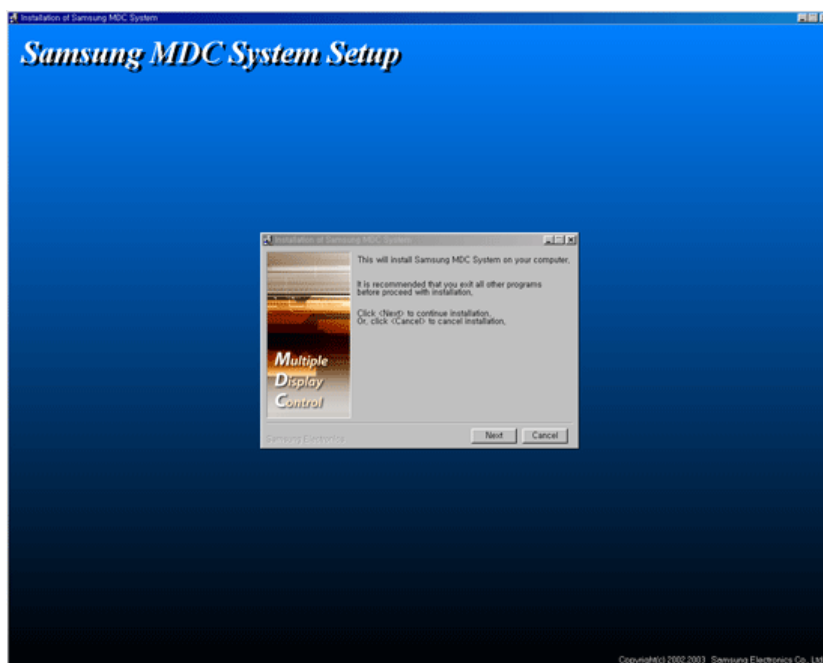 Installation of Samsung MDC System
Samsung MDC System Setup
Installation of Samsung MDC System
This will install Samsung MDC System on your computer,
It is recommended that you exit all other programs
before proceed with installation,
Click <Next> to continue installation,
Or, click <Cancel> to cancel installation,
Multiple
Display
Control
Samsung Electronics
Next
Cancel
Copyright(c) 2002,2003 Samsung Electronics Co., Ltd